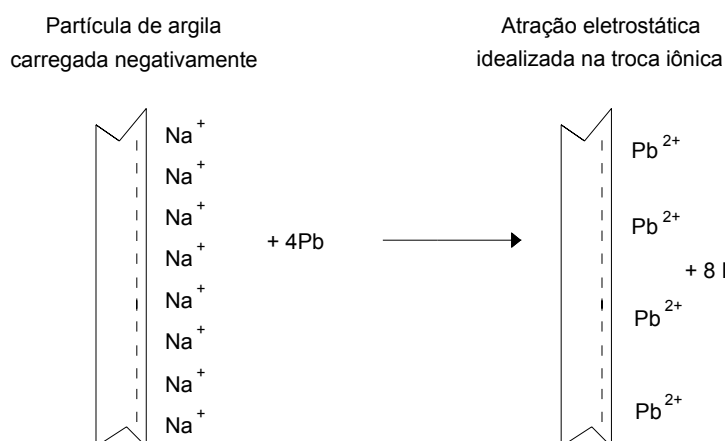 Partícula de argila
carregada negativamente
Na+
Na+
Na+
Na+
Na+
Na+
Na+
Na+
+ 4Pb
Atração eletrostática
idealizada na troca iônica
Pb2+
Pb2+
+ 8
Pb2+
Pb2+